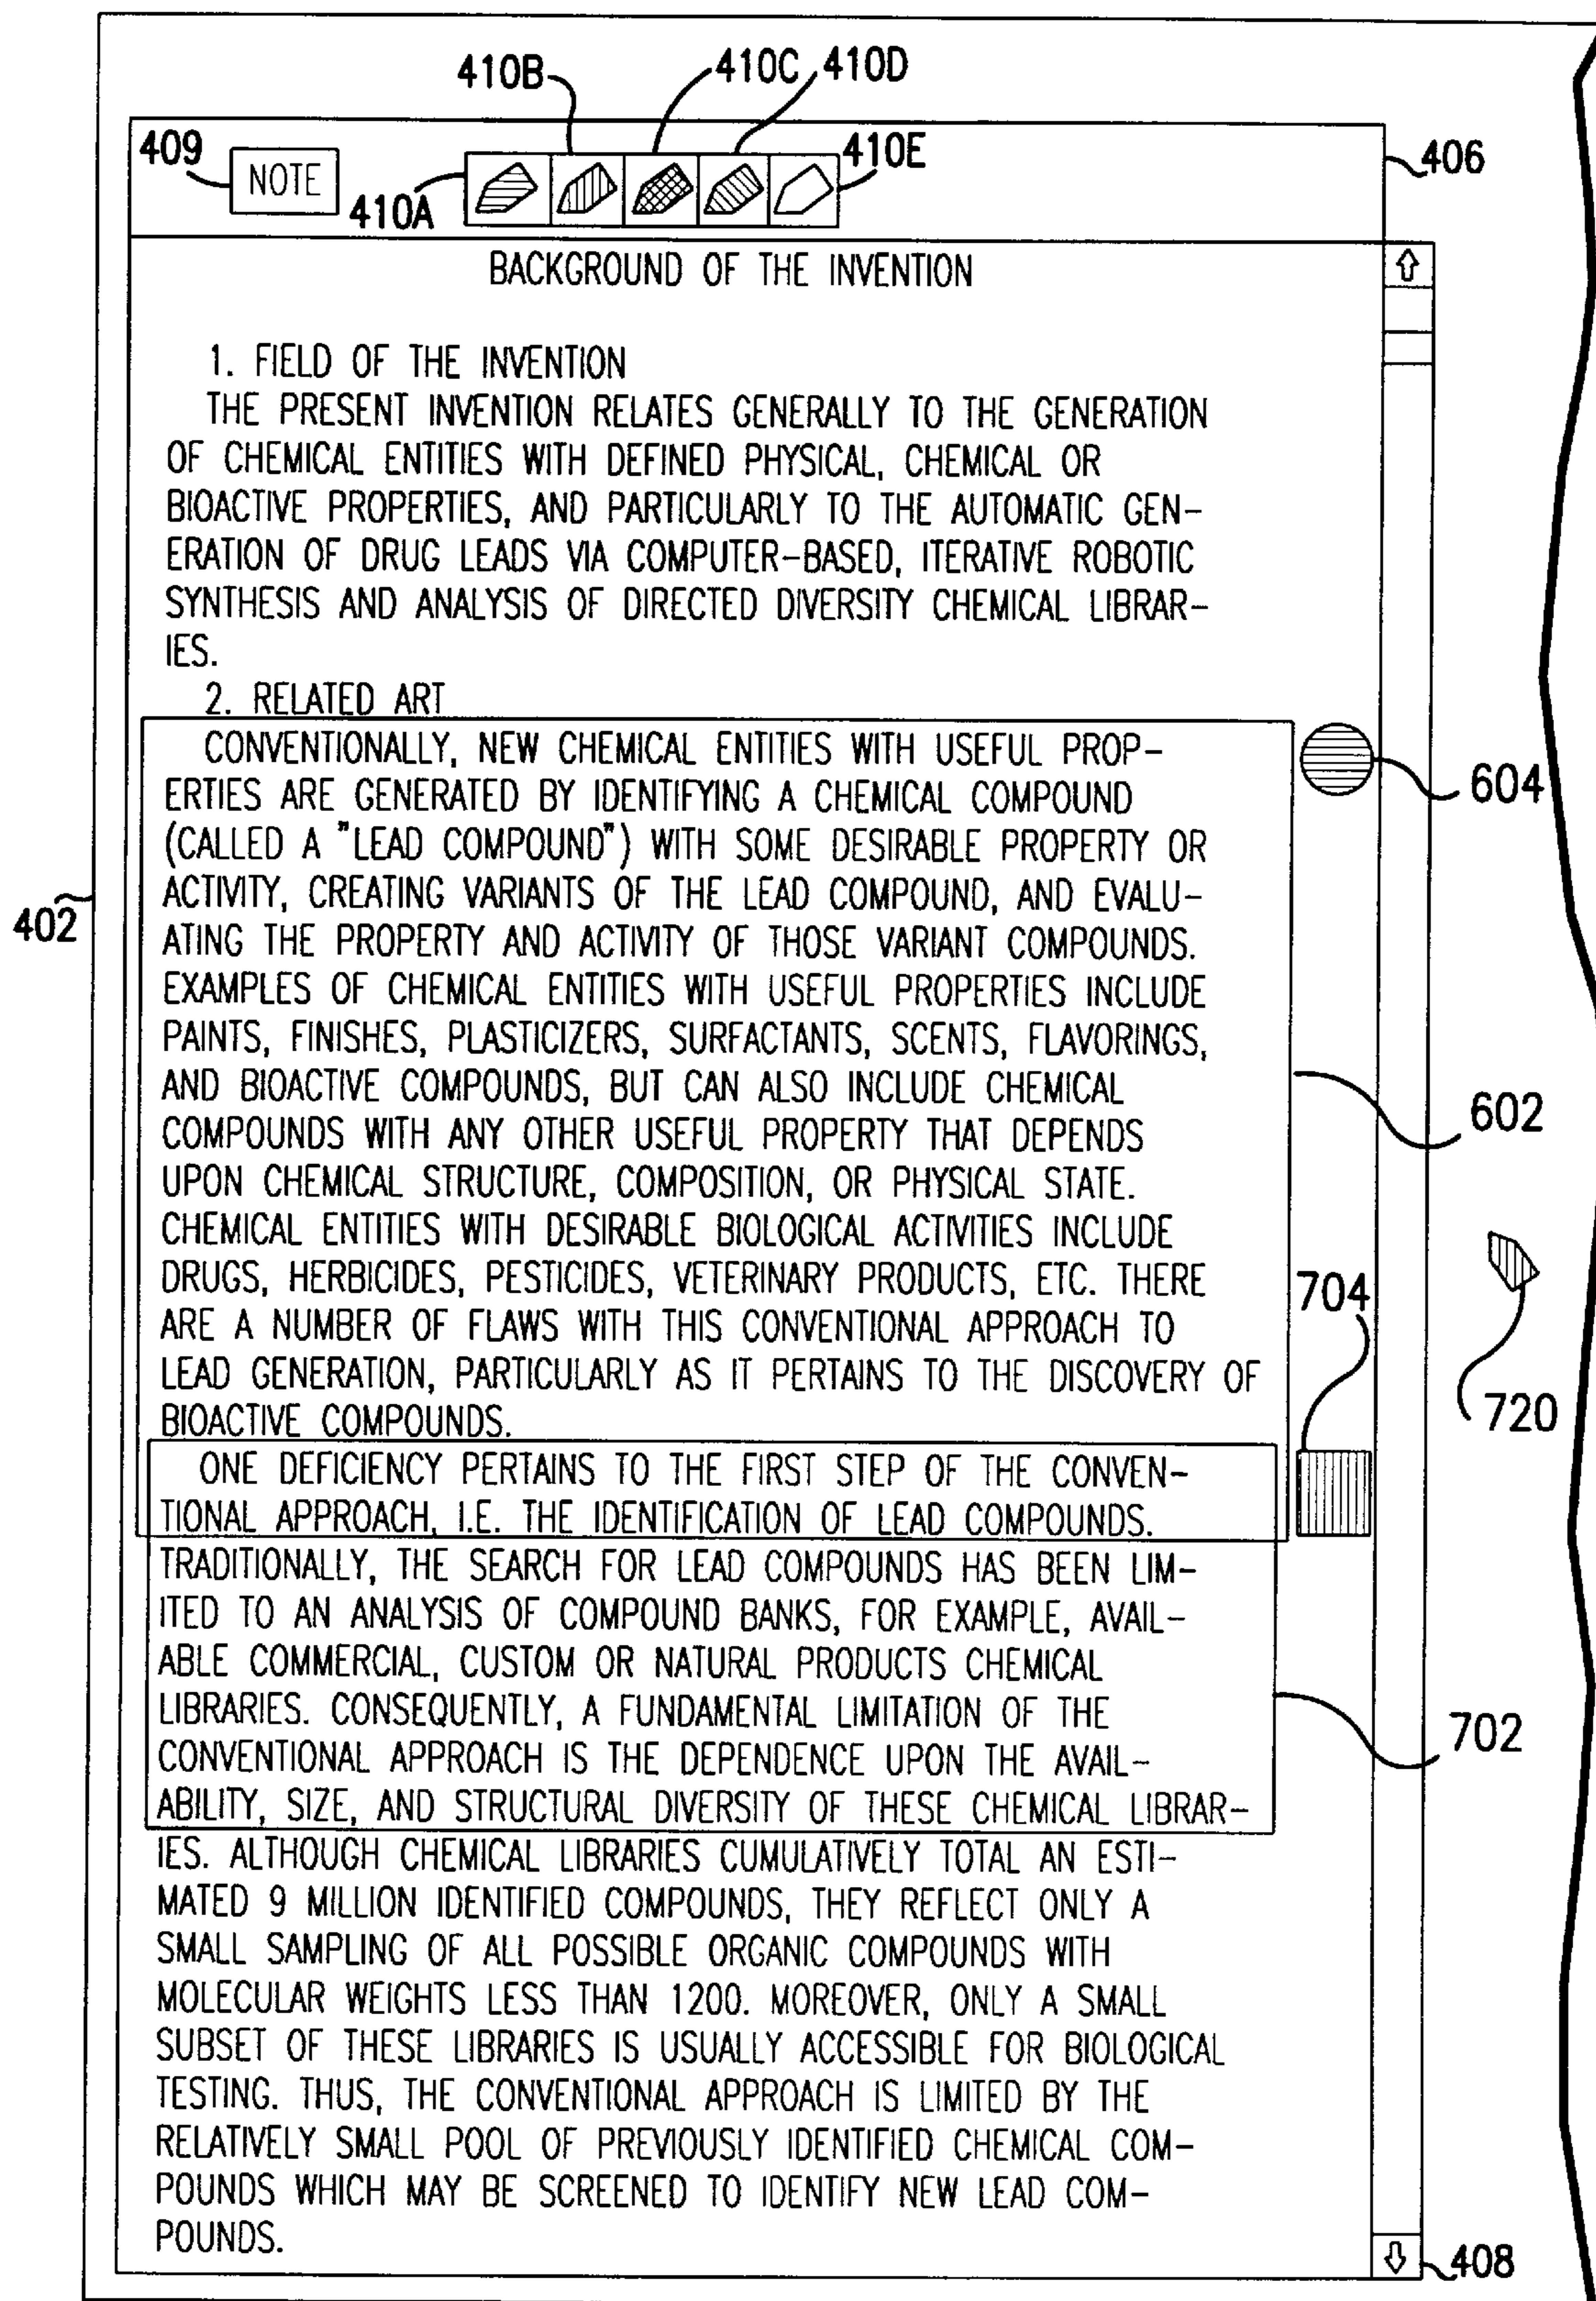 410B 410C 410D
409 NOTE 410A 410E 406
BACKGROUND OF THE INVENTION
1. FIELD OF THE INVENTION
THE PRESENT INVENTION RELATES GENERALLY TO THE GENERATION
OF CHEMICAL ENTITIES WITH DEFINED PHYSICAL, CHEMICAL OR
BIOACTIVE PROPERTIES, AND PARTICULARLY TO THE AUTOMATIC GEN-
ERATION OF DRUG LEADS VIA COMPUTER-BASED, ITERATIVE ROBOTIC
SYNTHESIS AND ANALYSIS OF DIRECTED DIVERSITY CHEMICAL LIBRAR-
IES.
2. RELATED ART
CONVENTIONALLY, NEW CHEMICAL ENTITIES WITH USEFUL PROP-
604
ERTIES ARE GENERATED BY IDENTIFYING A CHEMICAL COMPOUND
(CALLED A "LEAD COMPOUND") WITH SOME DESIRABLE PROPERTY OR
ACTIVITY, CREATING VARIANTS OF THE LEAD COMPOUND, AND EVALU-
402
ATING THE PROPERTY AND ACTIVITY OF THOSE VARIANT COMPOUNDS.
EXAMPLES OF CHEMICAL ENTITIES WITH USEFUL PROPERTIES INCLUDE
PAINTS, FINISHES, PLASTICIZERS, SURFACTANTS, SCENTS, FLAVORINGS,
AND BIOACTIVE COMPOUNDS, BUT CAN ALSO INCLUDE CHEMICAL
602
COMPOUNDS WITH ANY OTHER USEFUL PROPERTY THAT DEPENDS
UPON CHEMICAL STRUCTURE, COMPOSITION, OR PHYSICAL STATE.
CHEMICAL ENTITIES WITH DESIRABLE BIOLOGICAL ACTIVITIES INCLUDE
DRUGS, HERBICIDES, PESTICIDES, VETERINARY PRODUCTS, ETC. THERE
704
ARE A NUMBER OF FLAWS WITH THIS CONVENTIONAL APPROACH TO
LEAD GENERATION, PARTICULARLY AS IT PERTAINS TO THE DISCOVERY OF
720
BIOACTIVE COMPOUNDS.
ONE DEFICIENCY PERTAINS TO THE FIRST STEP OF THE CONVEN-
TIONAL APPROACH, I.E. THE IDENTIFICATION OF LEAD COMPOUNDS.
TRADITIONALLY, THE SEARCH FOR LEAD COMPOUNDS HAS BEEN LIM-
ITED TO AN ANALYSIS OF COMPOUND BANKS, FOR EXAMPLE, AVAIL-
ABLE COMMERCIAL, CUSTOM OR NATURAL PRODUCTS CHEMICAL
LIBRARIES. CONSEQUENTLY, A FUNDAMENTAL LIMITATION OF THE
702
CONVENTIONAL APPROACH IS THE DEPENDENCE UPON THE AVAIL-
ABILITY, SIZE, AND STRUCTURAL DIVERSITY OF THESE CHEMICAL LIBRAR-
IES. ALTHOUGH CHEMICAL LIBRARIES CUMULATIVELY TOTAL AN ESTI-
MATED 9 MILLION IDENTIFIED COMPOUNDS, THEY REFLECT ONLY A
SMALL SAMPLING OF ALL POSSIBLE ORGANIC COMPOUNDS WITH
MOLECULAR WEIGHTS LESS THAN 1200. MOREOVER, ONLY A SMALL
SUBSET OF THESE LIBRARIES IS USUALLY ACCESSIBLE FOR BIOLOGICAL
TESTING. THUS, THE CONVENTIONAL APPROACH IS LIMITED BY THE
RELATIVELY SMALL POOL OF PREVIOUSLY IDENTIFIED CHEMICAL COM-
POUNDS WHICH MAY BE SCREENED TO IDENTIFY NEW LEAD COM-
POUNDS.
408